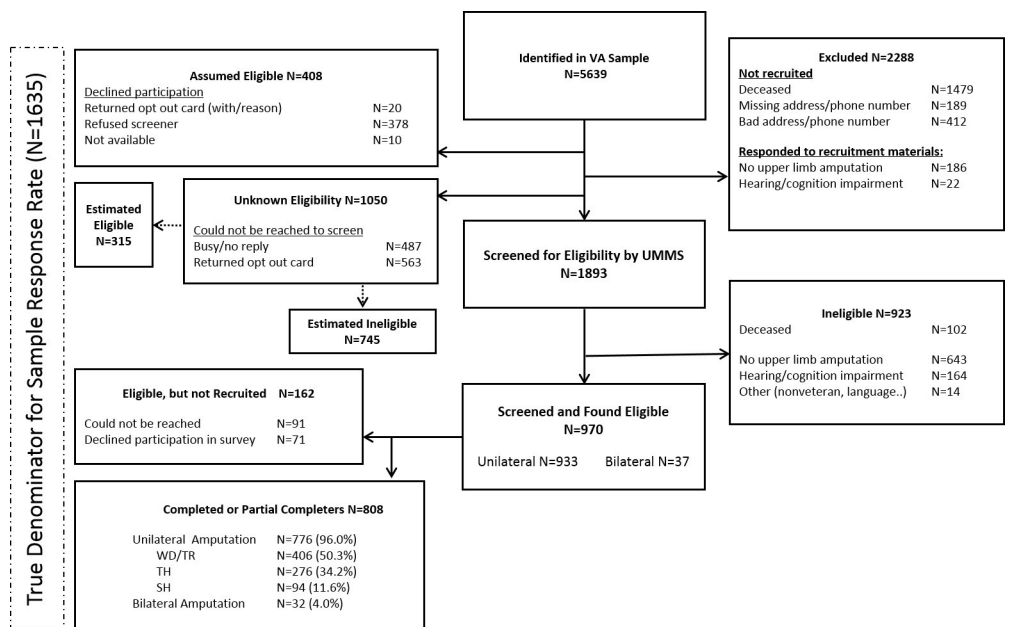 True Denominator for Sample Response Rate (N=1635)
Identified in VA Sample
N=5639
Assumed Eligible N=408
Declined participation
Returned opt out card (with/reason) N=20
Refused screener N=378
Not available N=10
Excluded N=2288
Not recruited
Deceased N=1479
Missing address/phone number N=189
Bad address/phone number N=412
Responded to recruitment materials:
No upper limb amputation N=186
Hearing/cognition impairment N=22
Unknown Eligibility N=1050
Could not be reached to screen
Busy/no reply N=487
Returned opt out card N=563
Estimated
Eligible
N=315
Estimated Ineligible
N=745
Screened for Eligibility by UMMS
N=1893
Ineligible N=923
Deceased N=102
No upper limb amputation N=643
Hearing/cognition impairment N=164
Other (nonveteran, language..) N=14
Screened and Found Eligible
N=970
Unilateral N=933 Bilateral N=37
Eligible, but not Recruited N=162
Could not be reached N=91
Declined participation in survey N=71
Completed or Partial Completers N=808
Unilateral Amputation N=776 (96.0%)
WD/TR N=406 (50.3%)
TH N=276 (34.2%)
SH N=94 (11.6%)
Bilateral Amputation N=32 (4.0%)